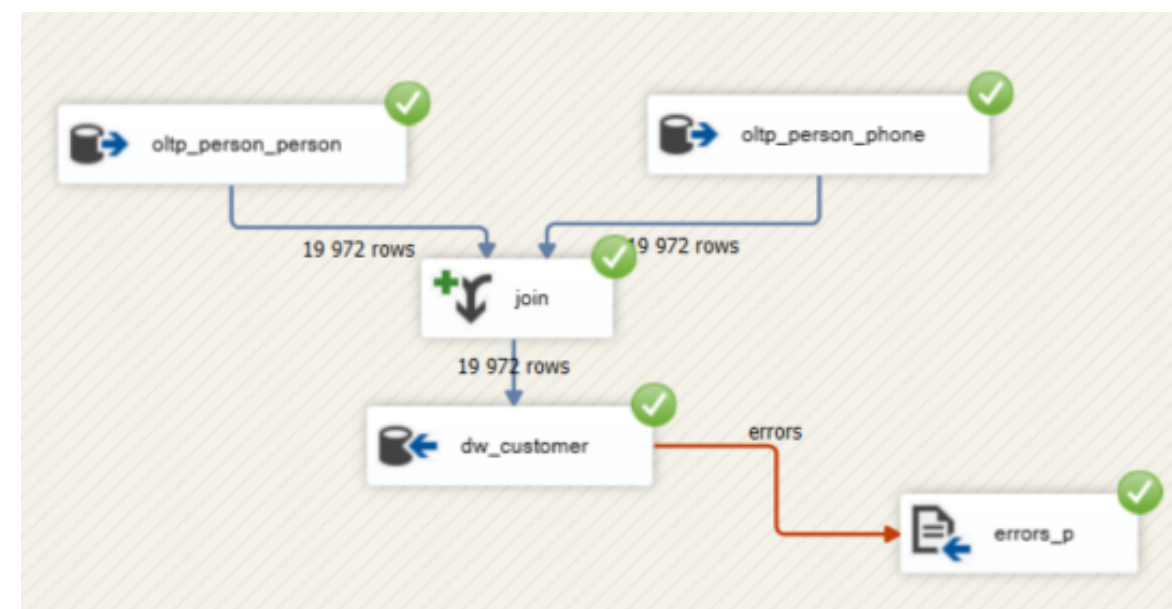 oltp_person_person
oltp_person_phone
19 972 rows
19 972 rows
join
19 972 rows
dw_customer
errors
errors_p